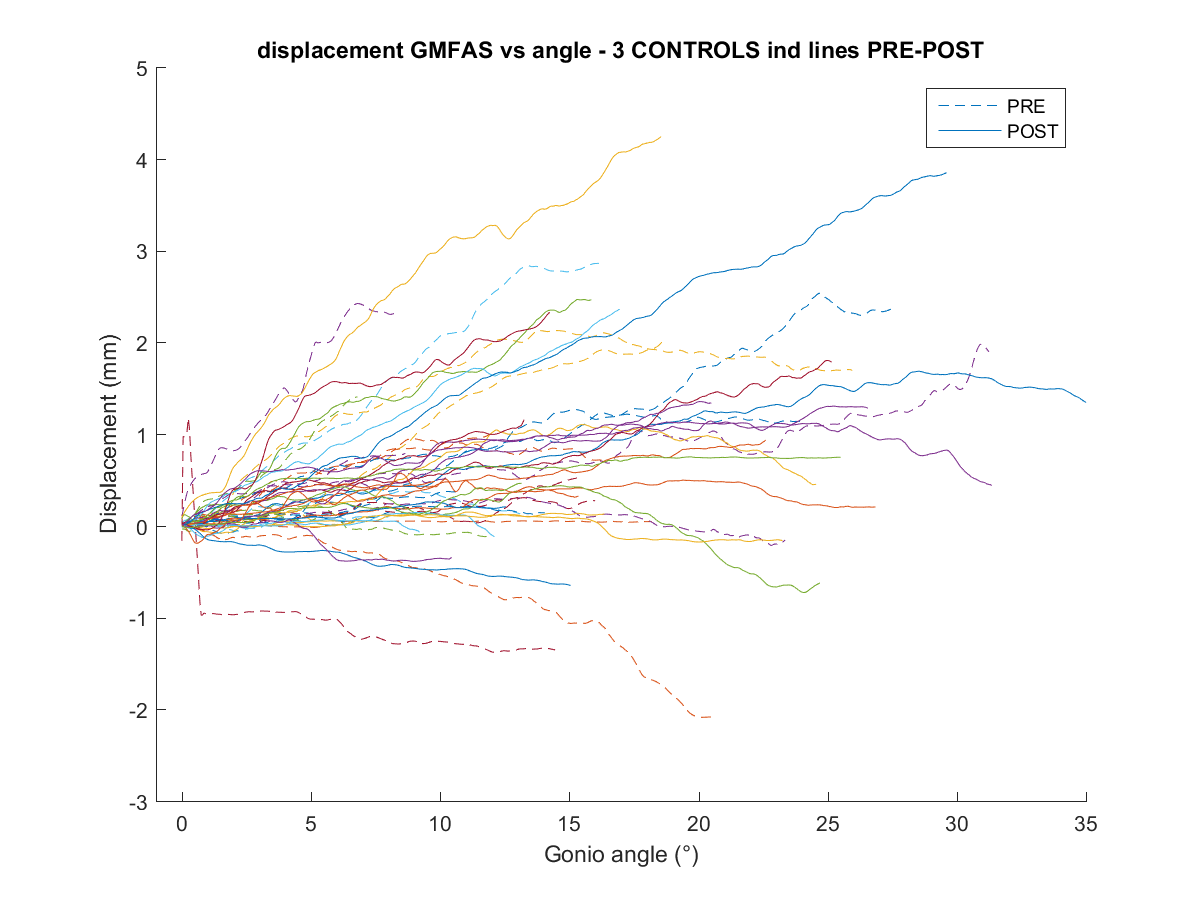 displacement GMFAS vs angle - 3 CONTROLS ind lines PRE-POST
PRE
POST
5
4
3
2
1
0
-1
-2
-3
Displacement (mm)
0 5 10 15 20 25 30 35
Gonio angle (°)